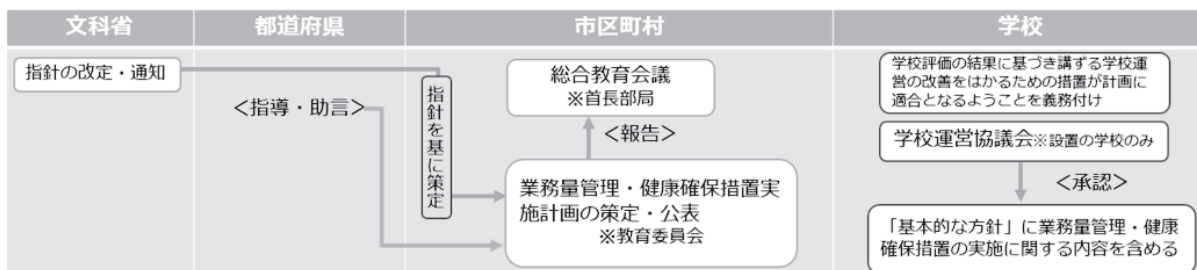 文科省
都道府県
市区町村
学校
指針の改定・通知
＜指導・助言＞
指針を基に策定
総合教育会議
※首長部局
＜報告＞
業務量管理・健康確保措置実
施計画の策定・公表
※教育委員会
学校評価の結果に基づき講ずる学校運
営の改善をはかるための措置が計画に
適合となるようことを義務付け
学校運営協議会※設置の学校のみ
＜承認＞
「基本的な方針」に業務量管理・健康
確保措置の実施に関する内容を含める